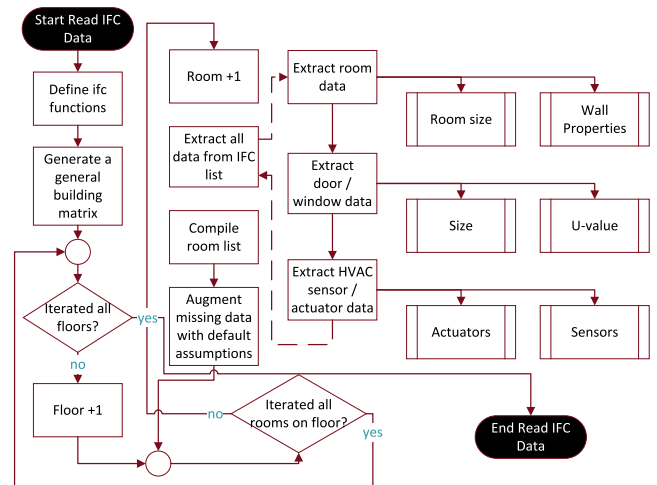 Start Read IFC
Data
Define ifc
functions
Generate a
general
building
matrix
Iterated all
floors?
yes
no
Floor +1
Room +1
Extract all
data from IFC
list
Compile
room list
Augment
missing data
with default
assumptions
Extract room
data
Room size
Wall
Properties
Extract
door /
window data
Size
U-value
Extract HVAC
sensor /
actuator data
Actuators
Sensors
Iterated all
rooms on floor?
no
yes
End Read IFC
Data